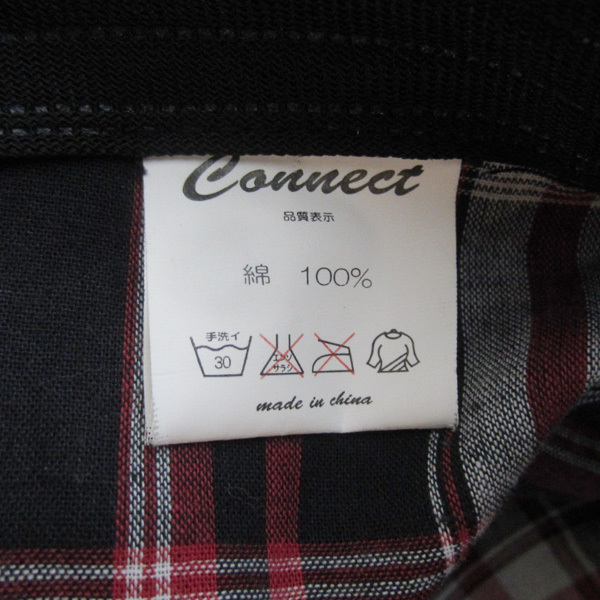 Connect
品質表示
綿 100%
手洗イ
30
エンソ
サラシ
made in china